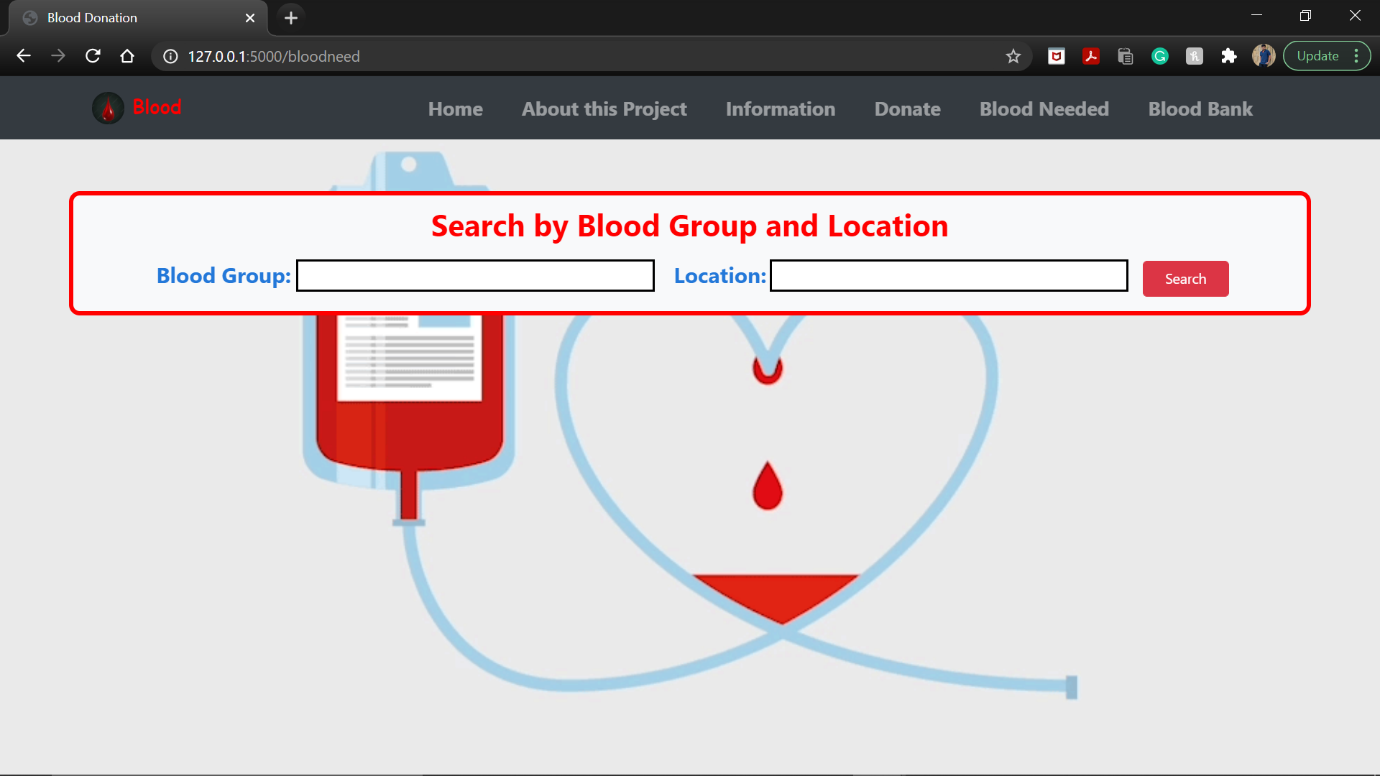 Blood Donation
127.0.0.1:5000/bloodneed
Update
Blood Home About this Project Information Donate Blood Needed Blood Bank
Search by Blood Group and Location
Blood Group: Location: Search